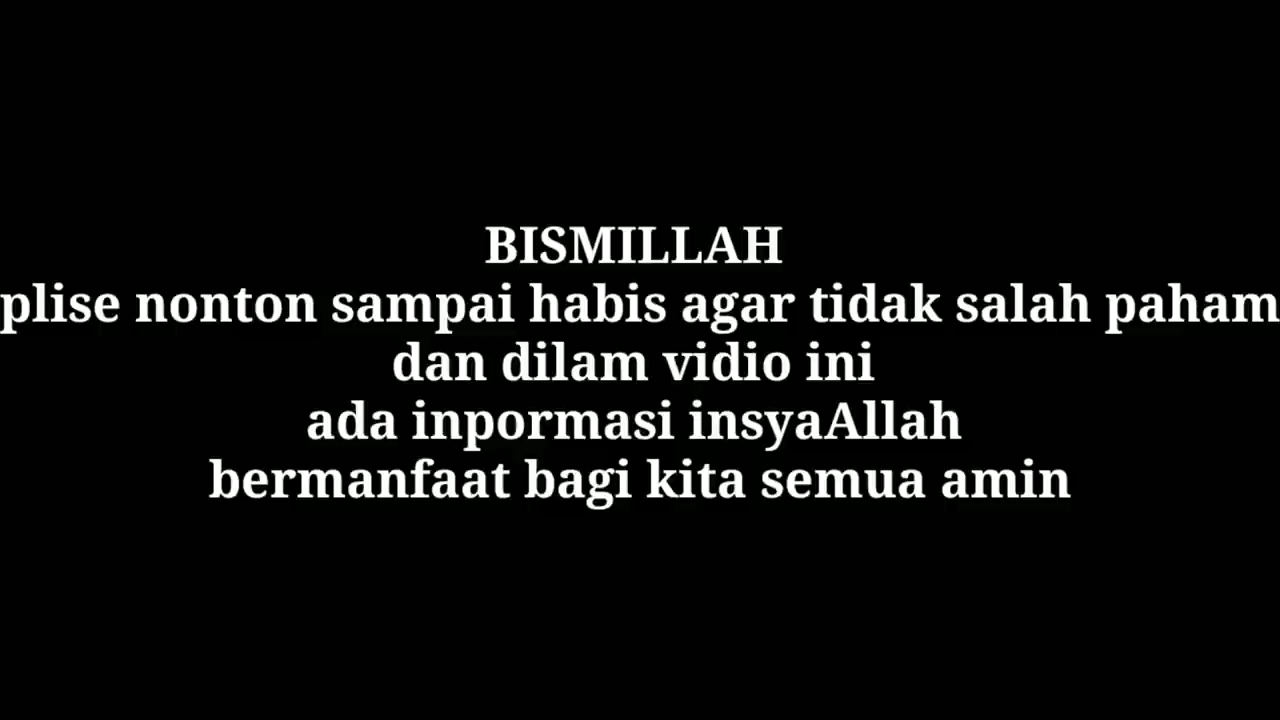 BISMILLAH
plise nonton sampai habis agar tidak salah paham
dan dilam vidio ini
ada inpormasi insyaAllah
bermanfaat bagi kita semua amin